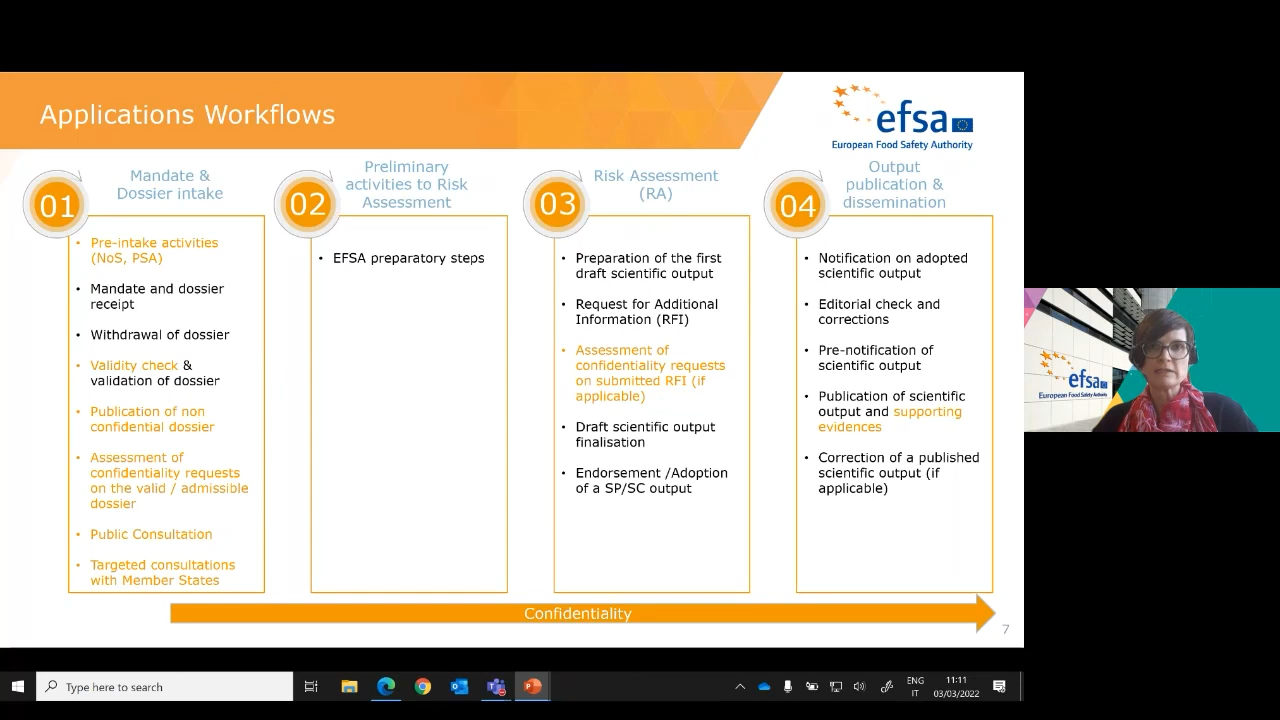 Applications Workflows
efsa
European Food Safety Authority
01
Mandate &
Dossier intake
• Pre-intake activities
(NoS, PSA)
• Mandate and dossier
receipt
• Withdrawal of dossier
• Validity check &
validation of dossier
• Publication of non
confidential dossier
• Assessment of
confidentiality requests
on the valid / admissible
dossier
• Public Consultation
• Targeted consultations
with Member States
02
Preliminary
activities to Risk
Assessment
• EFSA preparatory steps
03
Risk Assessment
(RA)
• Preparation of the first
draft scientific output
• Request for Additional
Information (RFI)
• Assessment of
confidentiality requests
on submitted RFI (if
applicable)
• Draft scientific output
finalisation
• Endorsement /Adoption
of a SP/SC output
04
Output
publication &
dissemination
• Notification on adopted
scientific output
• Editorial check and
corrections
• Pre-notification of
scientific output
• Publication of scientific
output and supporting
evidences
• Correction of a published
scientific output (if
applicable)
Confidentiality
7
efsa
European Food Safety Authority
Type here to search
ENG
IT
11:11
03/03/2022